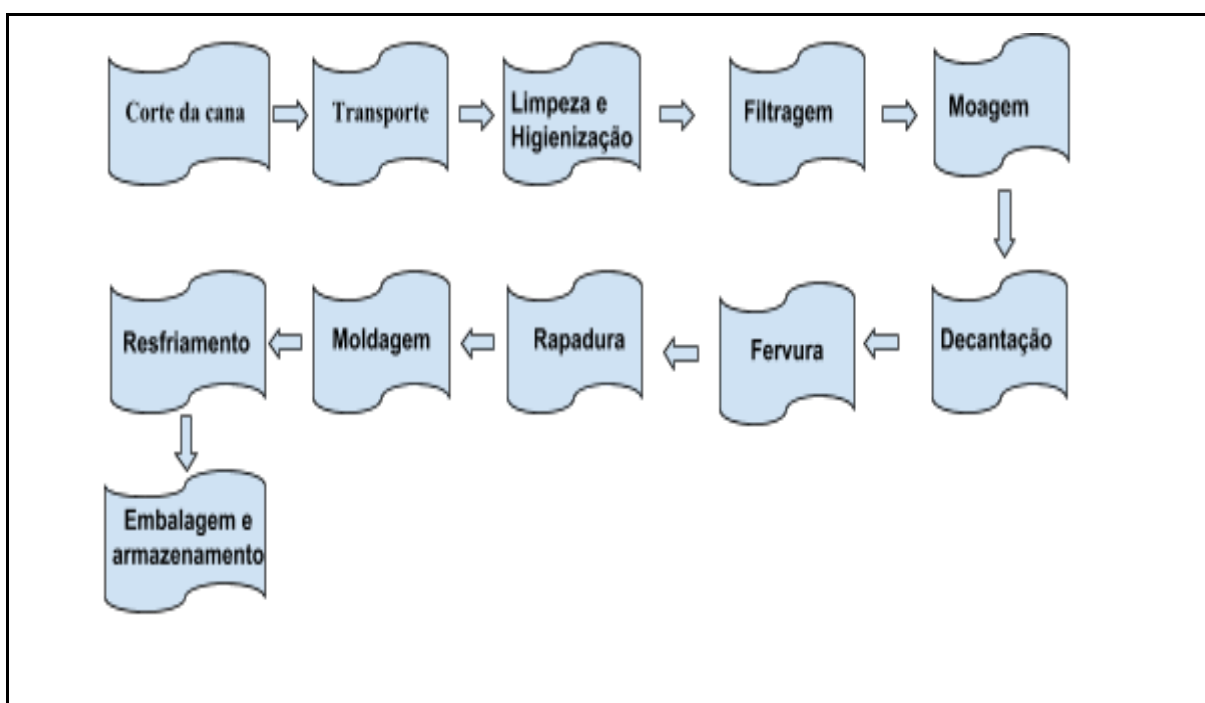 Corte da cana
Transporte
Limpeza e
Higienização
Filtragem
Moagem
Decantação
Fervura
Rapadura
Moldagem
Resfriamento
Embalagem e
armazenamento